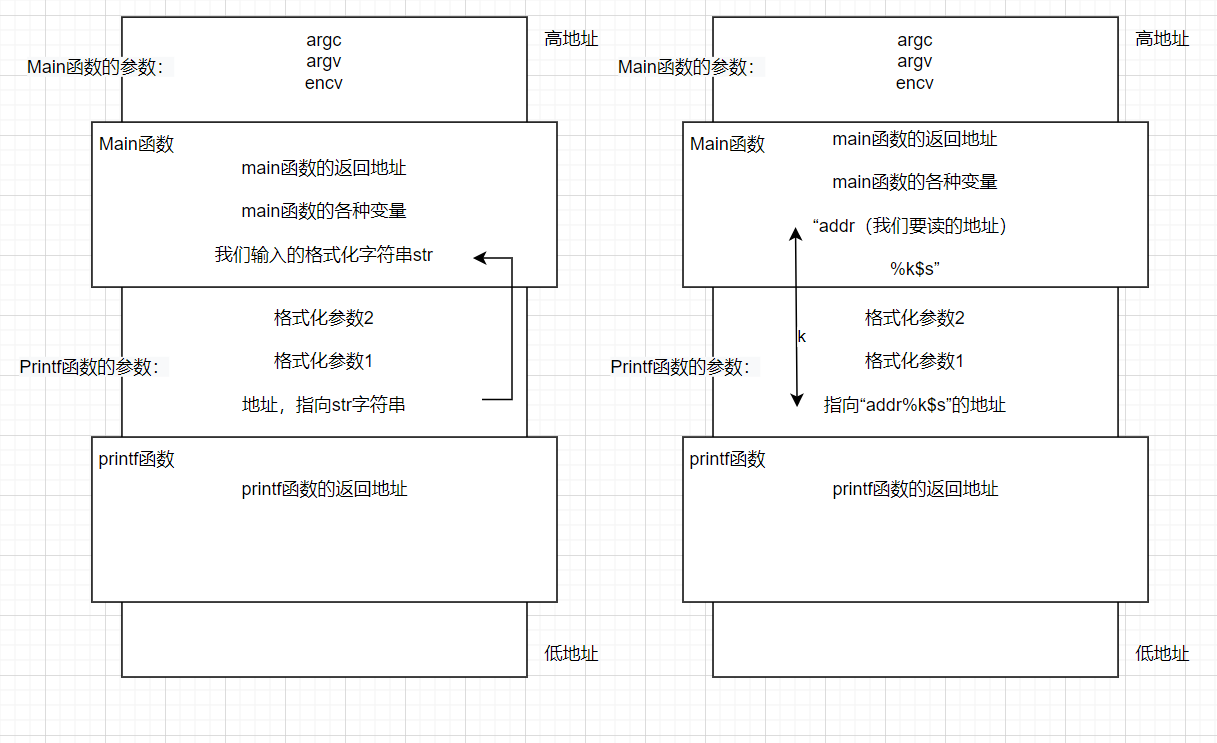 argc
argv
encv
高地址
Main函数的参数：
Main函数
main函数的返回地址
main函数的各种变量
我们输入的格式化字符串str
格式化参数2
格式化参数1
Printf函数的参数：
地址，指向str字符串
printf函数
printf函数的返回地址
低地址
argc
argv
encv
高地址
Main函数的参数：
Main函数
main函数的返回地址
main函数的各种变量
“addr（我们要读的地址）
%k$s”
格式化参数2
k
格式化参数1
Printf函数的参数：
指向“addr%k$s”的地址
printf函数
printf函数的返回地址
低地址